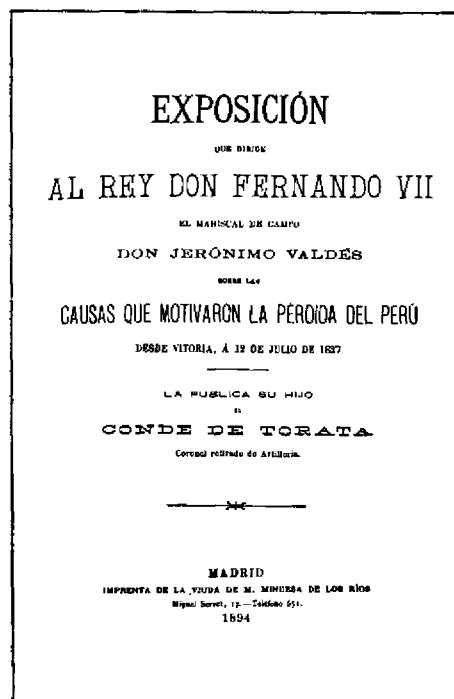 EXPOSICIÓN
QUE DIRIGE
AL REY DON FERNANDO VII
EL MARISCAL DE CAMPO
DON JERÓNIMO VALDÉS
SOBRE LAS
CAUSAS QUE MOTIVARON LA PÉRDIDA DEL PERÚ
DESDE VITORIA, Á 12 DE JULIO DE 1827
LA PUBLICA SU HIJO
EL
CONDE DE TORATA
Coronel retirado de Artillería.
MADRID
IMPRENTA DE LA VIUDA DE M. MINUESA DE LOS RÍOS
Miguel Servet, 13.—Teléfono 651.
1894